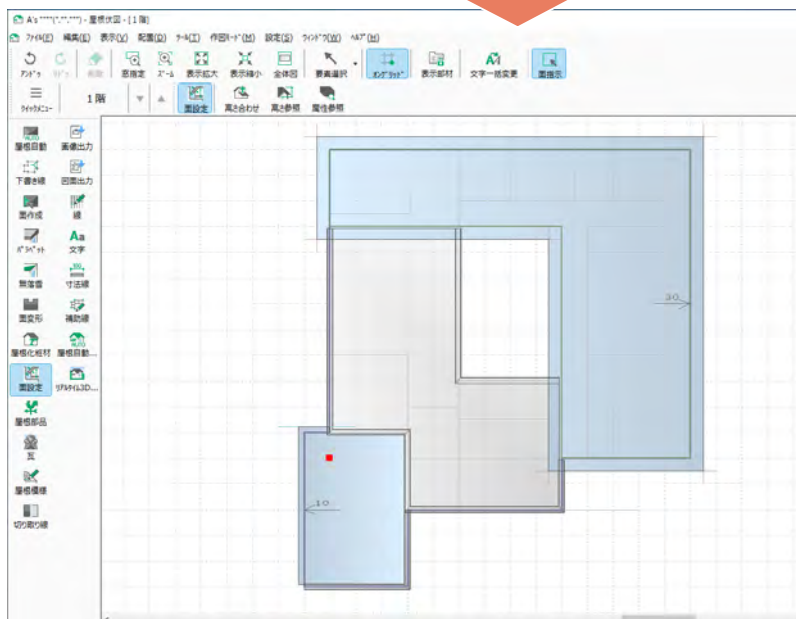 A's ****(*.**.***) - 屋根伏図 - [1 階]
ファイル(F) 編集(E) 表示(V) 配置(D) ツール(T) 作図モード(M) 設定(S) ウィンドウ(W) ヘルプ(H)
アンドゥ リドゥ 削除 窓指定 ズーム 表示拡大 表示縮小 全体図 要素選択 オングリッド 表示部材 文字一括変更 面指示
クイックメニュー 1 階 面設定 高さ合わせ 高さ参照 属性参照
屋根自動 画像出力
下書き線 図面出力
面作成 線
パラペット 文字
無落雪 寸法線
面変形 補助線
屋根化粧材 屋根自動...
面設定 リアルタイム3D...
屋根部品
瓦
屋根模様
切り取り線
30
10